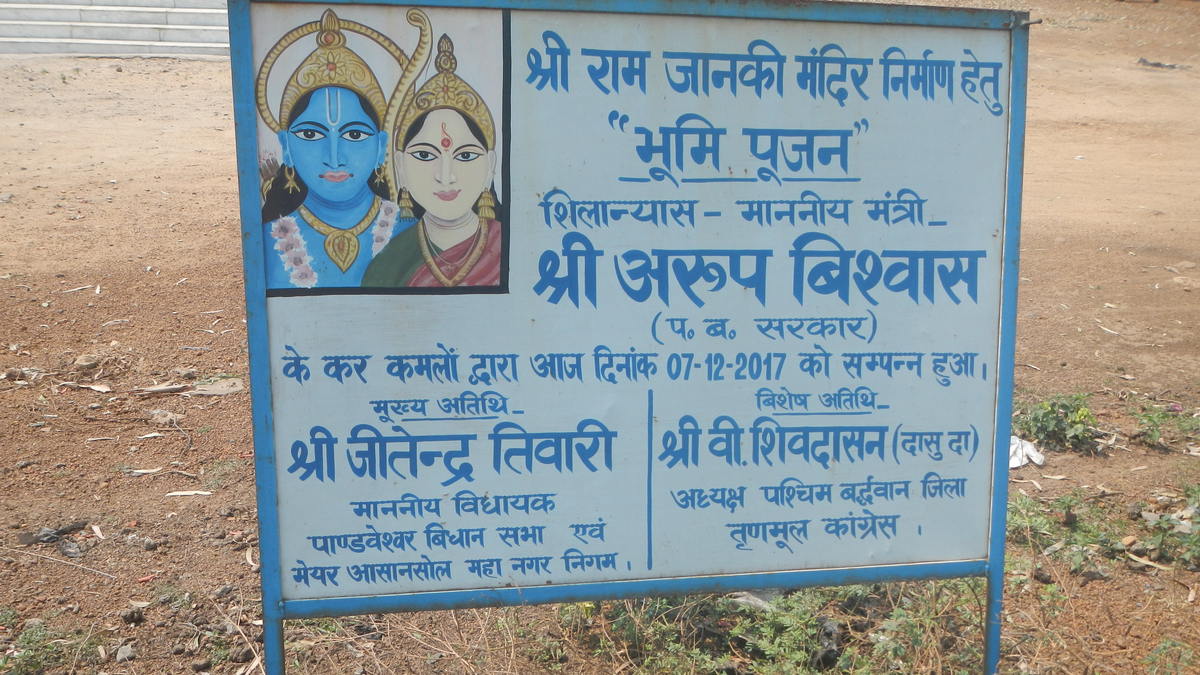 श्री राम जानकी मंदिर निर्माण हेतु
“भूमि पूजन”
शिलान्यास - माननीय मंत्री -
श्री अरूप बिश्वास
(प॰ ब॰ सरकार)
के कर कमलों द्वारा आज दिनांक 07-12-2017 को सम्पन्न हुआ।
मूख्य अतिथि -
श्री जीतेन्द्र तिवारी
माननीय विधायक
पाण्डवेश्वर बिधान सभा एवं
मेयर आसानसोल महा नगर निगम।
बिशेष अतिथि -
श्री वी. शिवदासन (दासु दा)
अध्यक्ष पश्चिम बर्द्धवान जिला
तृणमूल कांग्रेस ।